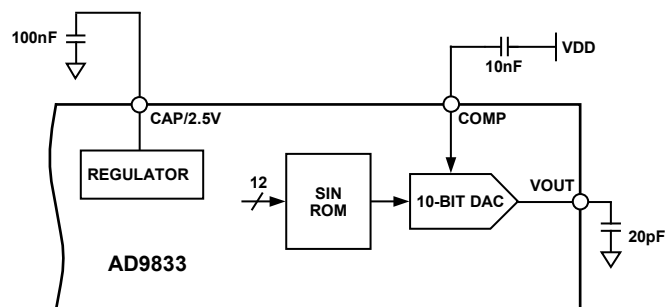 100nF
10nF
VDD
CAP/2.5V
COMP
REGULATOR
12
SIN
ROM
10-BIT DAC
VOUT
20pF
AD9833